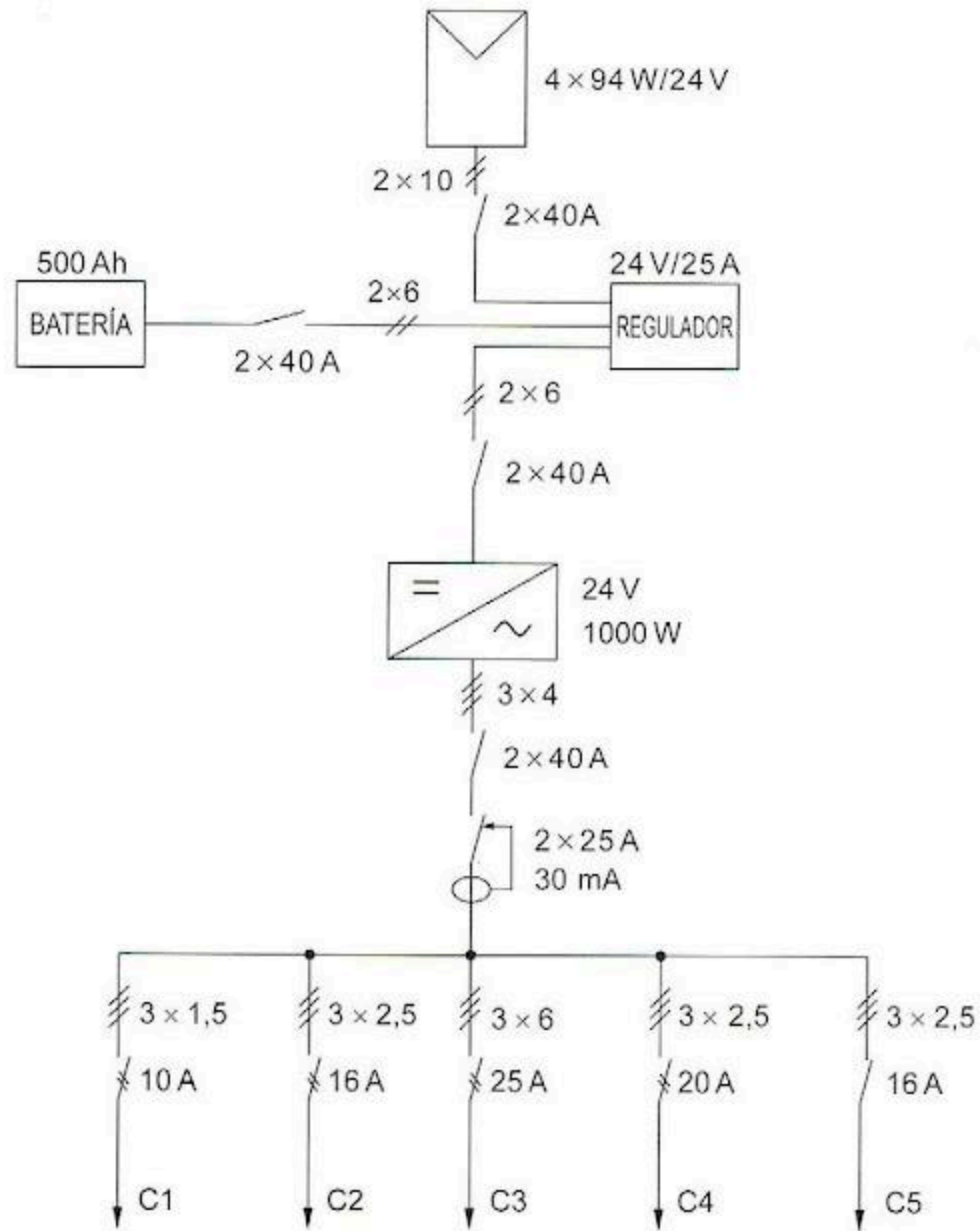 4 × 94 W/24 V
2 × 10
2×40A
500 Ah
24 V/25 A
BATERÍA
2×6
REGULADOR
2×40 A
2 × 6
2×40 A
24 V
1000 W
=
~
3 × 4
2×40 A
2 × 25 A
30 mA
3 × 1,5
3 × 2,5
3 × 6
3 × 2,5
3 × 2,5
10 A
16 A
25 A
20 A
16 A
C1
C2
C3
C4
C5